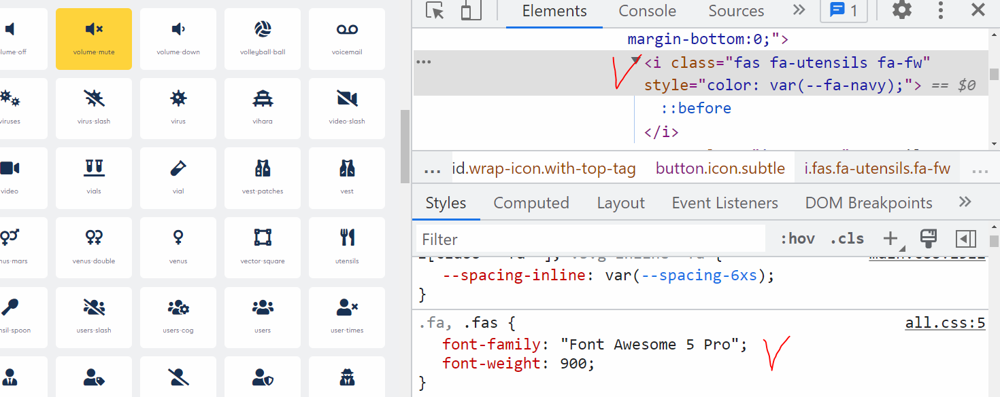 lume-off volume-mute volume-down volleyball-ball voicemail
viruses virus-slash virus vihara video-slash
video vials vial vest-patches vest
nus-mars venus-double venus vector-square utensils
nsil-spoon users-slash users-cog users user-times
Elements Console Sources » 1
margin-bottom:0;">
... <i class="fas fa-utensils fa-fw"
style="color: var(--fa-navy);"> == $0
::before
</i>
... id.wrap-icon.with-top-tag button.icon.subtle i.fas.fa-utensils.fa-fw ...
Styles Computed Layout Event Listeners DOM Breakpoints »
Filter :hov .cls +
--spacing-inline: var(--spacing-6xs);
}
.fa, .fas { all.css:5
font-family: "Font Awesome 5 Pro";
font-weight: 900;
}